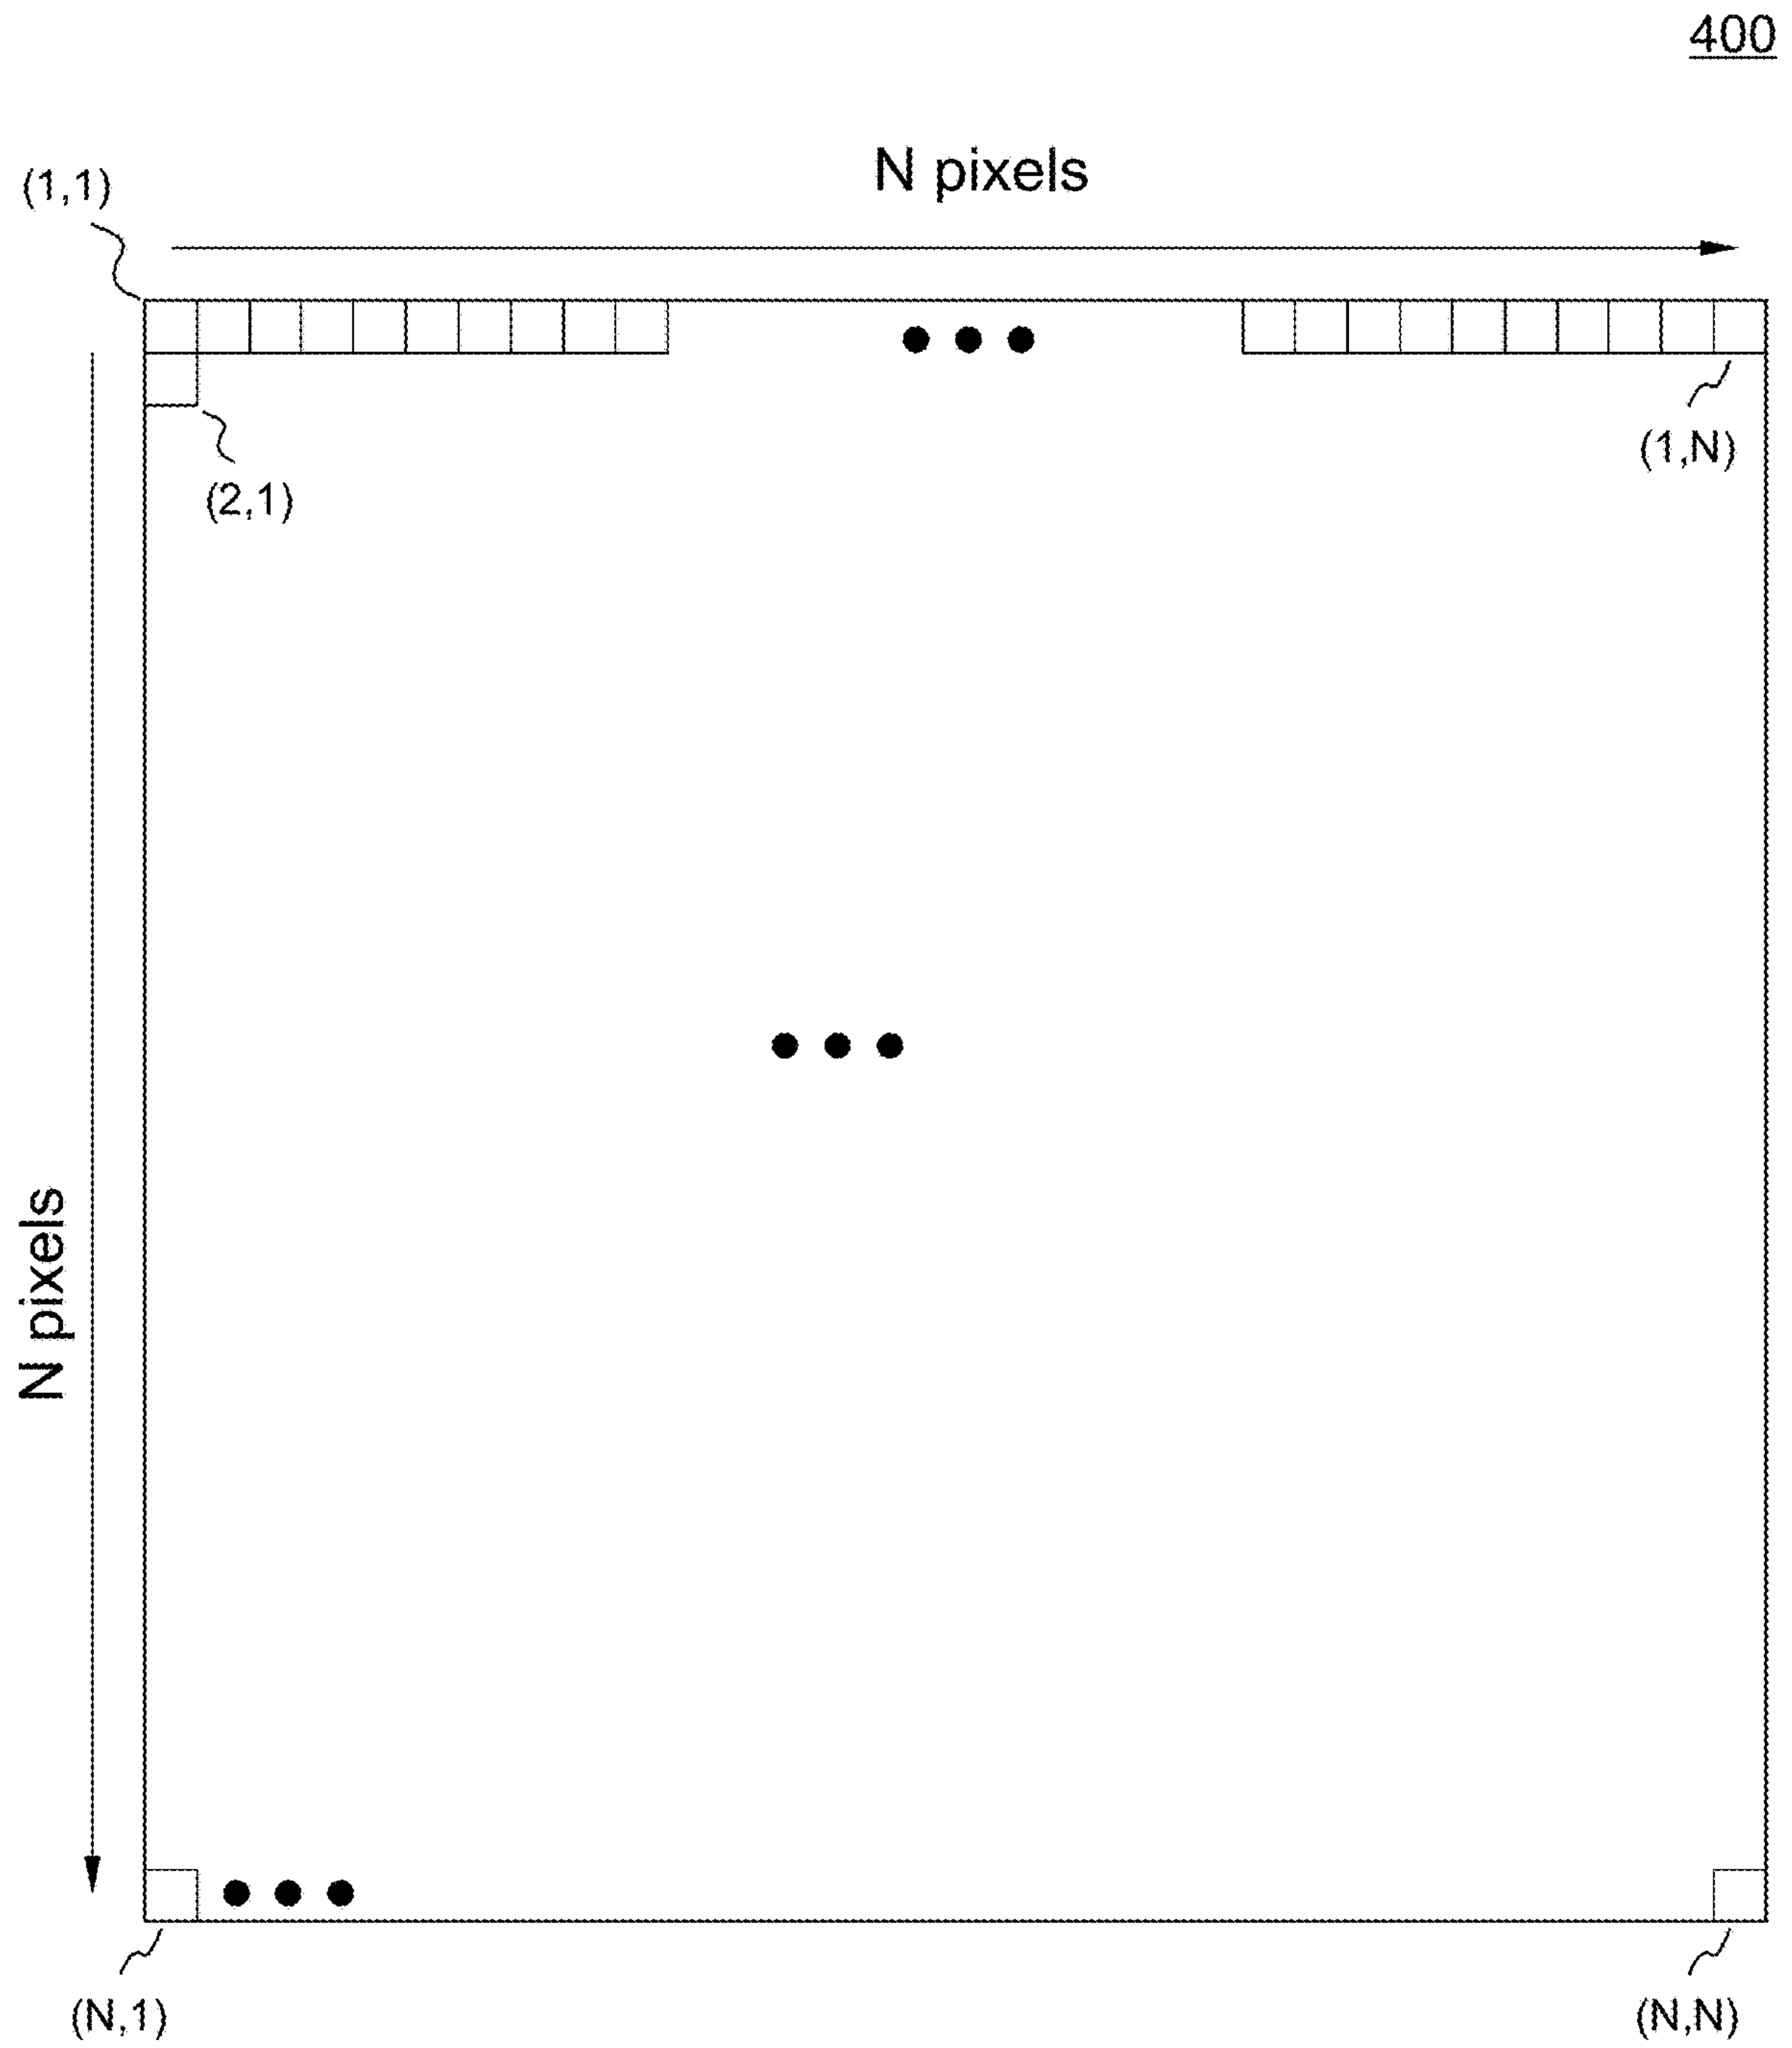 400
N pixels
(1,1)
(1,N)
(2,1)
N pixels
(N,1)
(N,N)